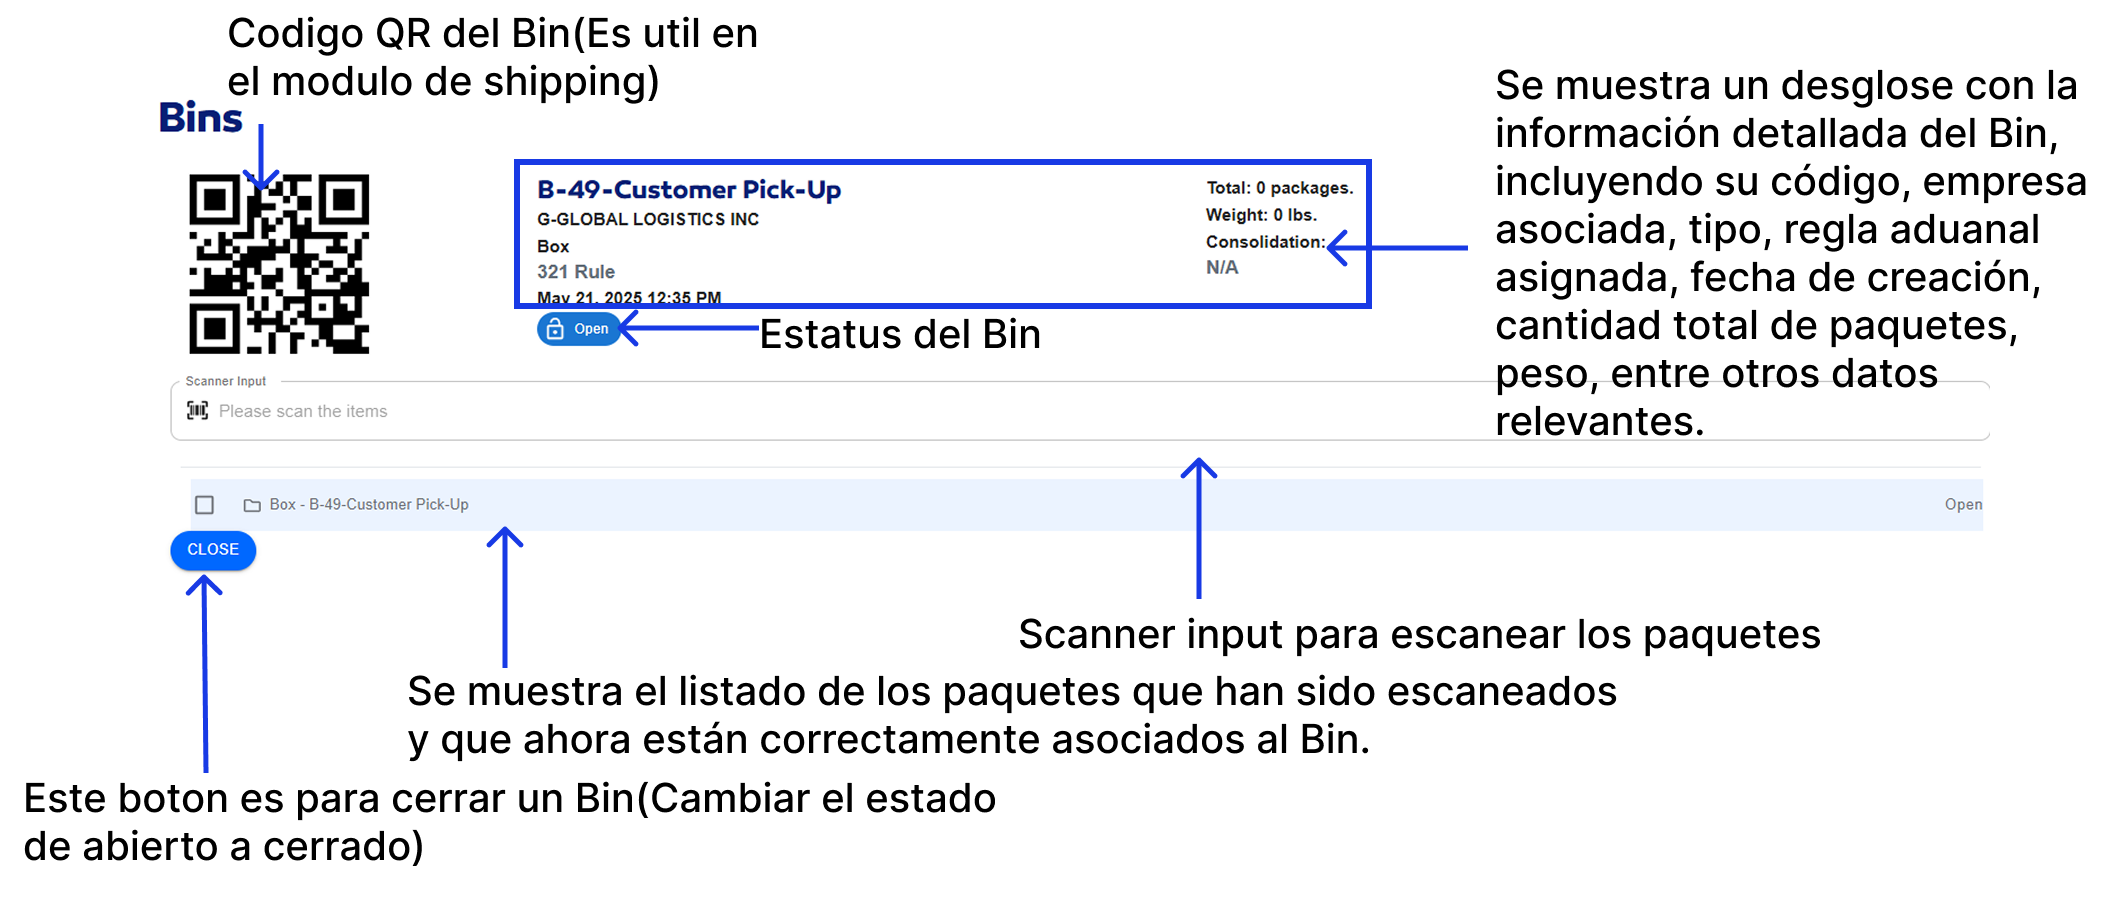 Codigo QR del Bin(Es util en
el modulo de shipping)
Bins
B-49-Customer Pick-Up
G-GLOBAL LOGISTICS INC
Box
321 Rule
May 21, 2025 12:35 PM
Total: 0 packages.
Weight: 0 lbs.
Consolidation:
N/A
Se muestra un desglose con la
información detallada del Bin,
incluyendo su código, empresa
asociada, tipo, regla aduanal
asignada, fecha de creación,
cantidad total de paquetes,
peso, entre otros datos
relevantes.
Open
Estatus del Bin
Scanner Input
Please scan the items
Box - B-49-Customer Pick-Up
Open
CLOSE
Scanner input para escanear los paquetes
Se muestra el listado de los paquetes que han sido escaneados
y que ahora están correctamente asociados al Bin.
Este boton es para cerrar un Bin(Cambiar el estado
de abierto a cerrado)